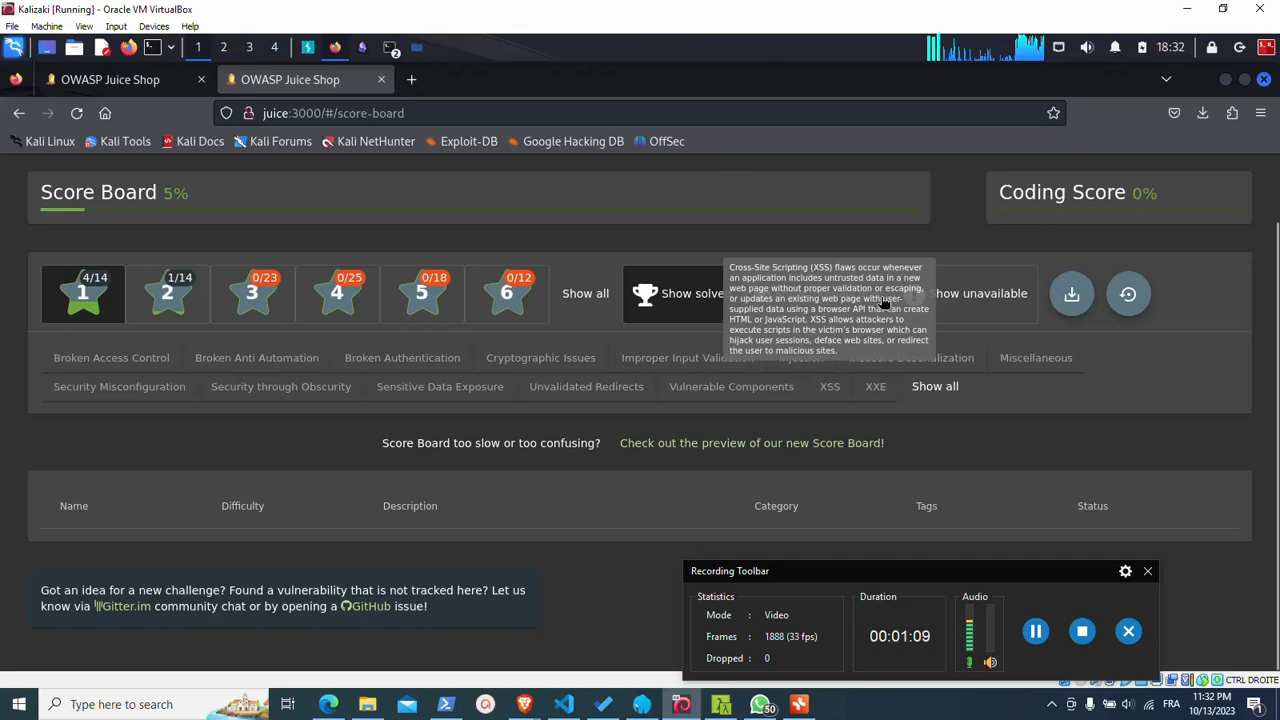 Kalizaki [Running] - Oracle VM VirtualBox
File Machine View Input Devices Help
1 2 3 4 2 18:32
OWASP Juice Shop OWASP Juice Shop
juice:3000/#/score-board
Kali Linux Kali Tools Kali Docs Kali Forums Kali NetHunter Exploit-DB Google Hacking DB OffSec
Score Board 5% Coding Score 0%
4/14 1/14 0/23 0/25 0/18 0/12
1 2 3 4 5 6 Show all Show solve how unavailable
Cross-Site Scripting (XSS) flaws occur whenever
an application includes untrusted data in a new
web page without proper validation or escaping,
or updates an existing web page with user-
supplied data using a browser API that can create
HTML or JavaScript. XSS allows attackers to
execute scripts in the victim's browser which can
hijack user sessions, deface web sites, or redirect
the user to malicious sites.
Broken Access Control Broken Anti Automation Broken Authentication Cryptographic Issues Improper Input Validation Injection Insecure Deserialization Miscellaneous
Security Misconfiguration Security through Obscurity Sensitive Data Exposure Unvalidated Redirects Vulnerable Components XSS XXE Show all
Score Board too slow or too confusing? Check out the preview of our new Score Board!
Name Difficulty Description Category Tags Status
Got an idea for a new challenge? Found a vulnerability that is not tracked here? Let us
know via Gitter.im community chat or by opening a GitHub issue!
Recording Toolbar
Statistics Duration Audio
Mode : Video
Frames : 1888 (33 fps)
Dropped : 0
00:01:09
CTRL DROITE
Type here to search
50
FRA
11:32 PM
10/13/2023